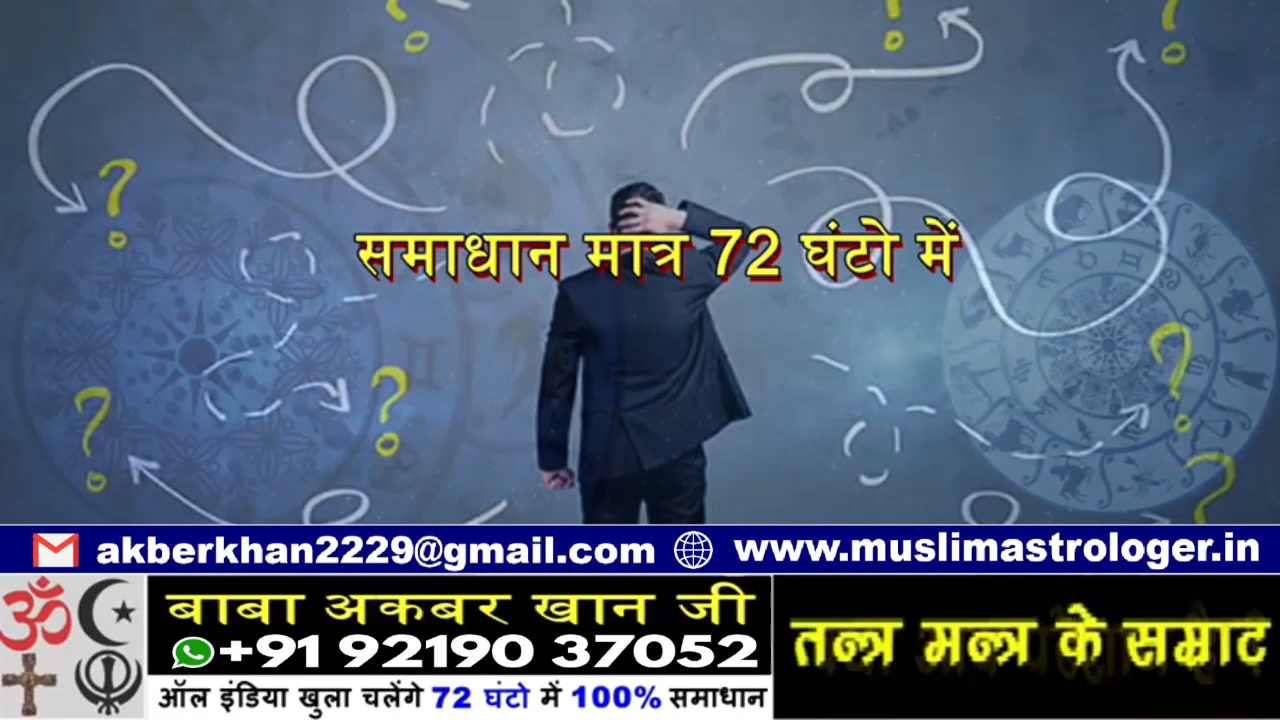 समाधान मात्र 72 घंटो में
akberkhan2229@gmail.com www.muslimastrologer.in
बाबा अकबर खान जी
+91 92190 37052
ऑल इंडिया खुला चलेंगे 72 घंटो में 100% समाधान
तन्त्र मन्त्र के सम्राट